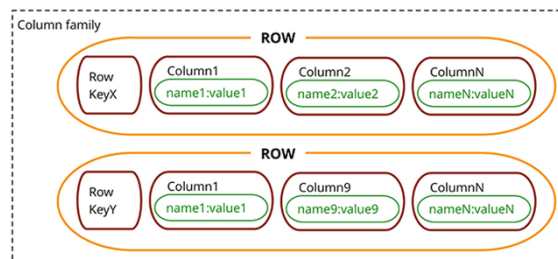 Column family
ROW
Row
KeyX
Column1
name1:value1
Column2
name2:value2
ColumnN
nameN:valueN
ROW
Row
KeyY
Column1
name1:value1
Column9
name9:value9
ColumnN
nameN:valueN